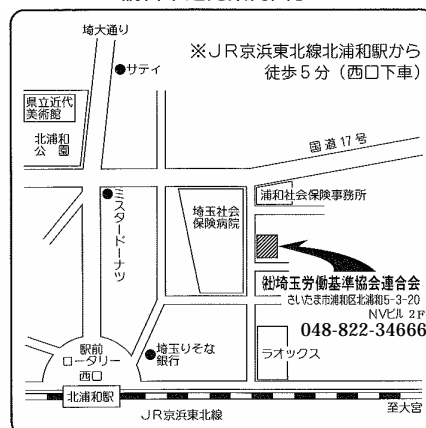 埼大通り
※JR京浜東北線北浦和駅から
徒歩5分(西口下車)
サティ
県立近代
美術館
北浦和
公園
国道17号
ミスタードーナツ
埼玉社会
保険病院
浦和社会保険事務所
㈳埼玉労働基準協会連合会
さいたま市浦和区北浦和5-3-20
NVビル 2F
048-822-34666
駅前
ロータリー
西口
埼玉りそな
銀行
ラオックス
北浦和駅
JR京浜東北線
至大宮